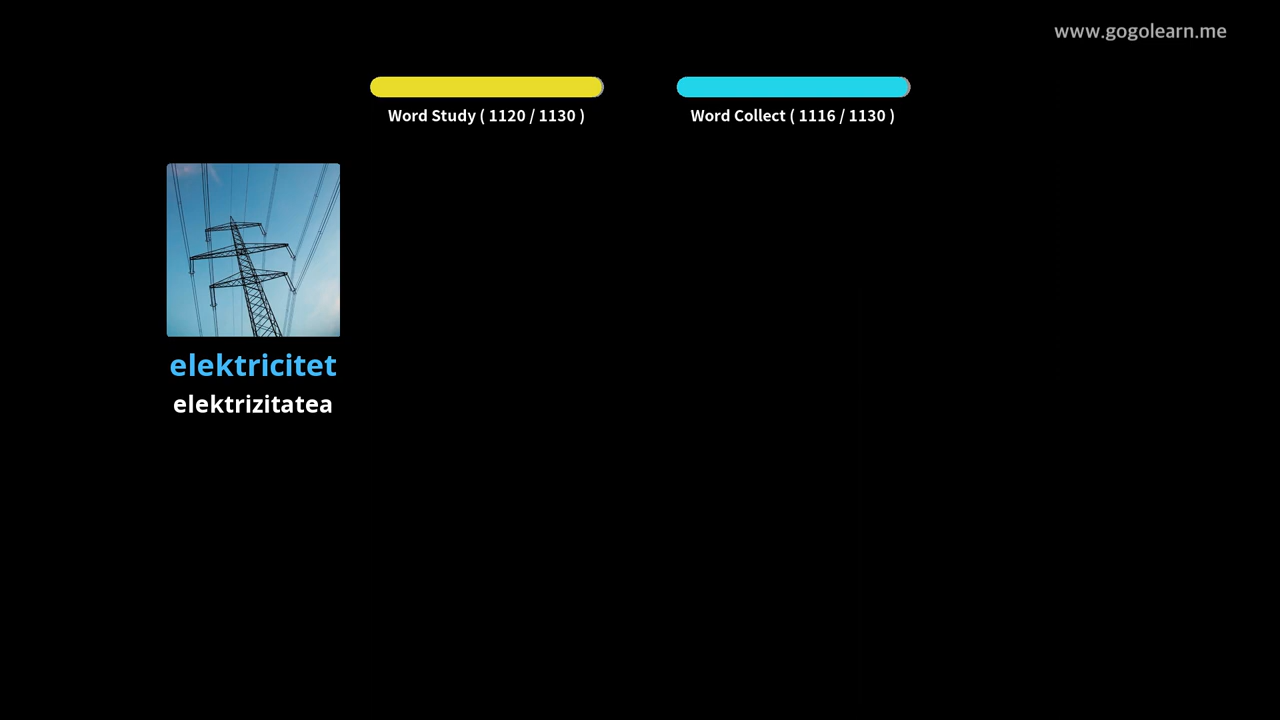 www.gogolearn.me
Word Study ( 1120 / 1130 )
Word Collect ( 1116 / 1130 )
elektricitet
elektrizitatea